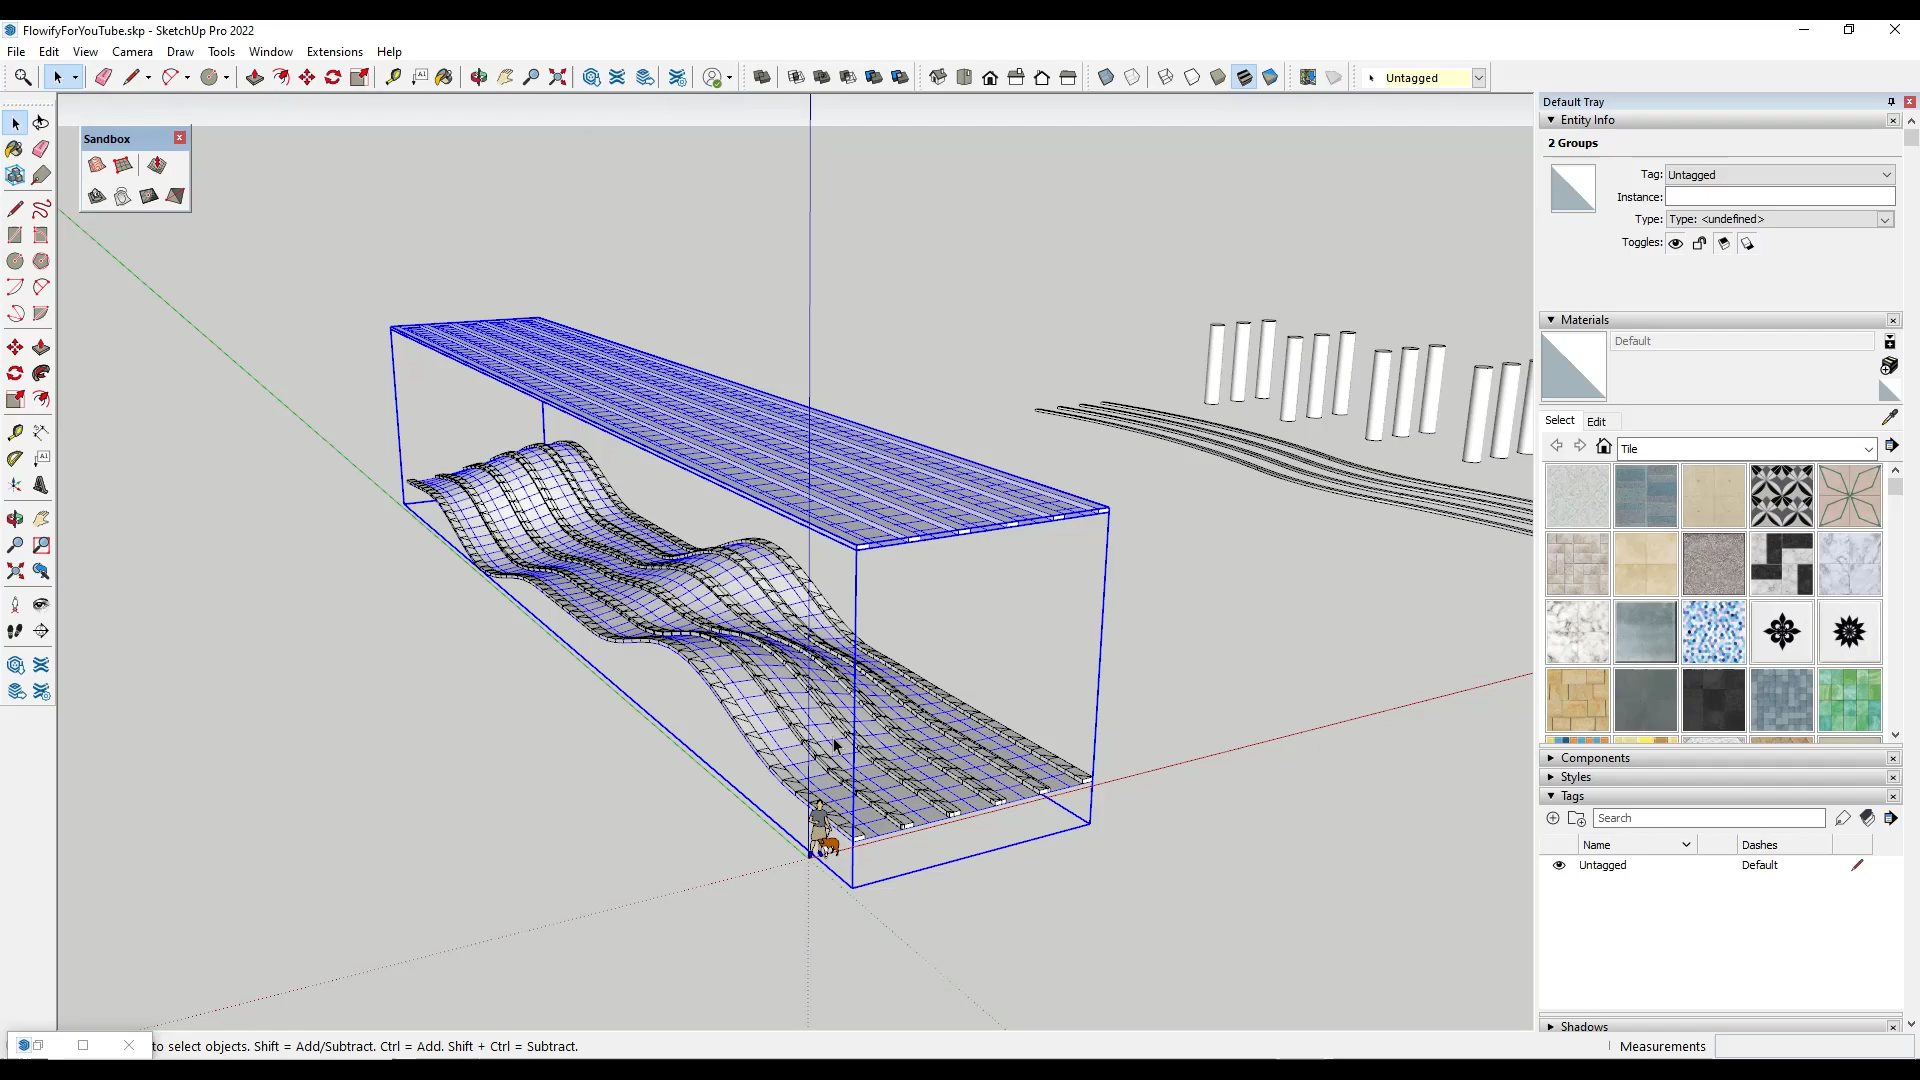 FlowifyForYouTube.skp - SketchUp Pro 2022
File Edit View Camera Draw Tools Window Extensions Help
Untagged
Sandbox
Default Tray
Entity Info
2 Groups
Tag: Untagged
Instance:
Type: Type: <undefined>
Toggles:
Materials
Default
Select Edit
Tile
Components
Styles
Tags
Search
Name Dashes
Untagged Default
Shadows
to select objects. Shift = Add/Subtract. Ctrl = Add. Shift + Ctrl = Subtract.
Measurements